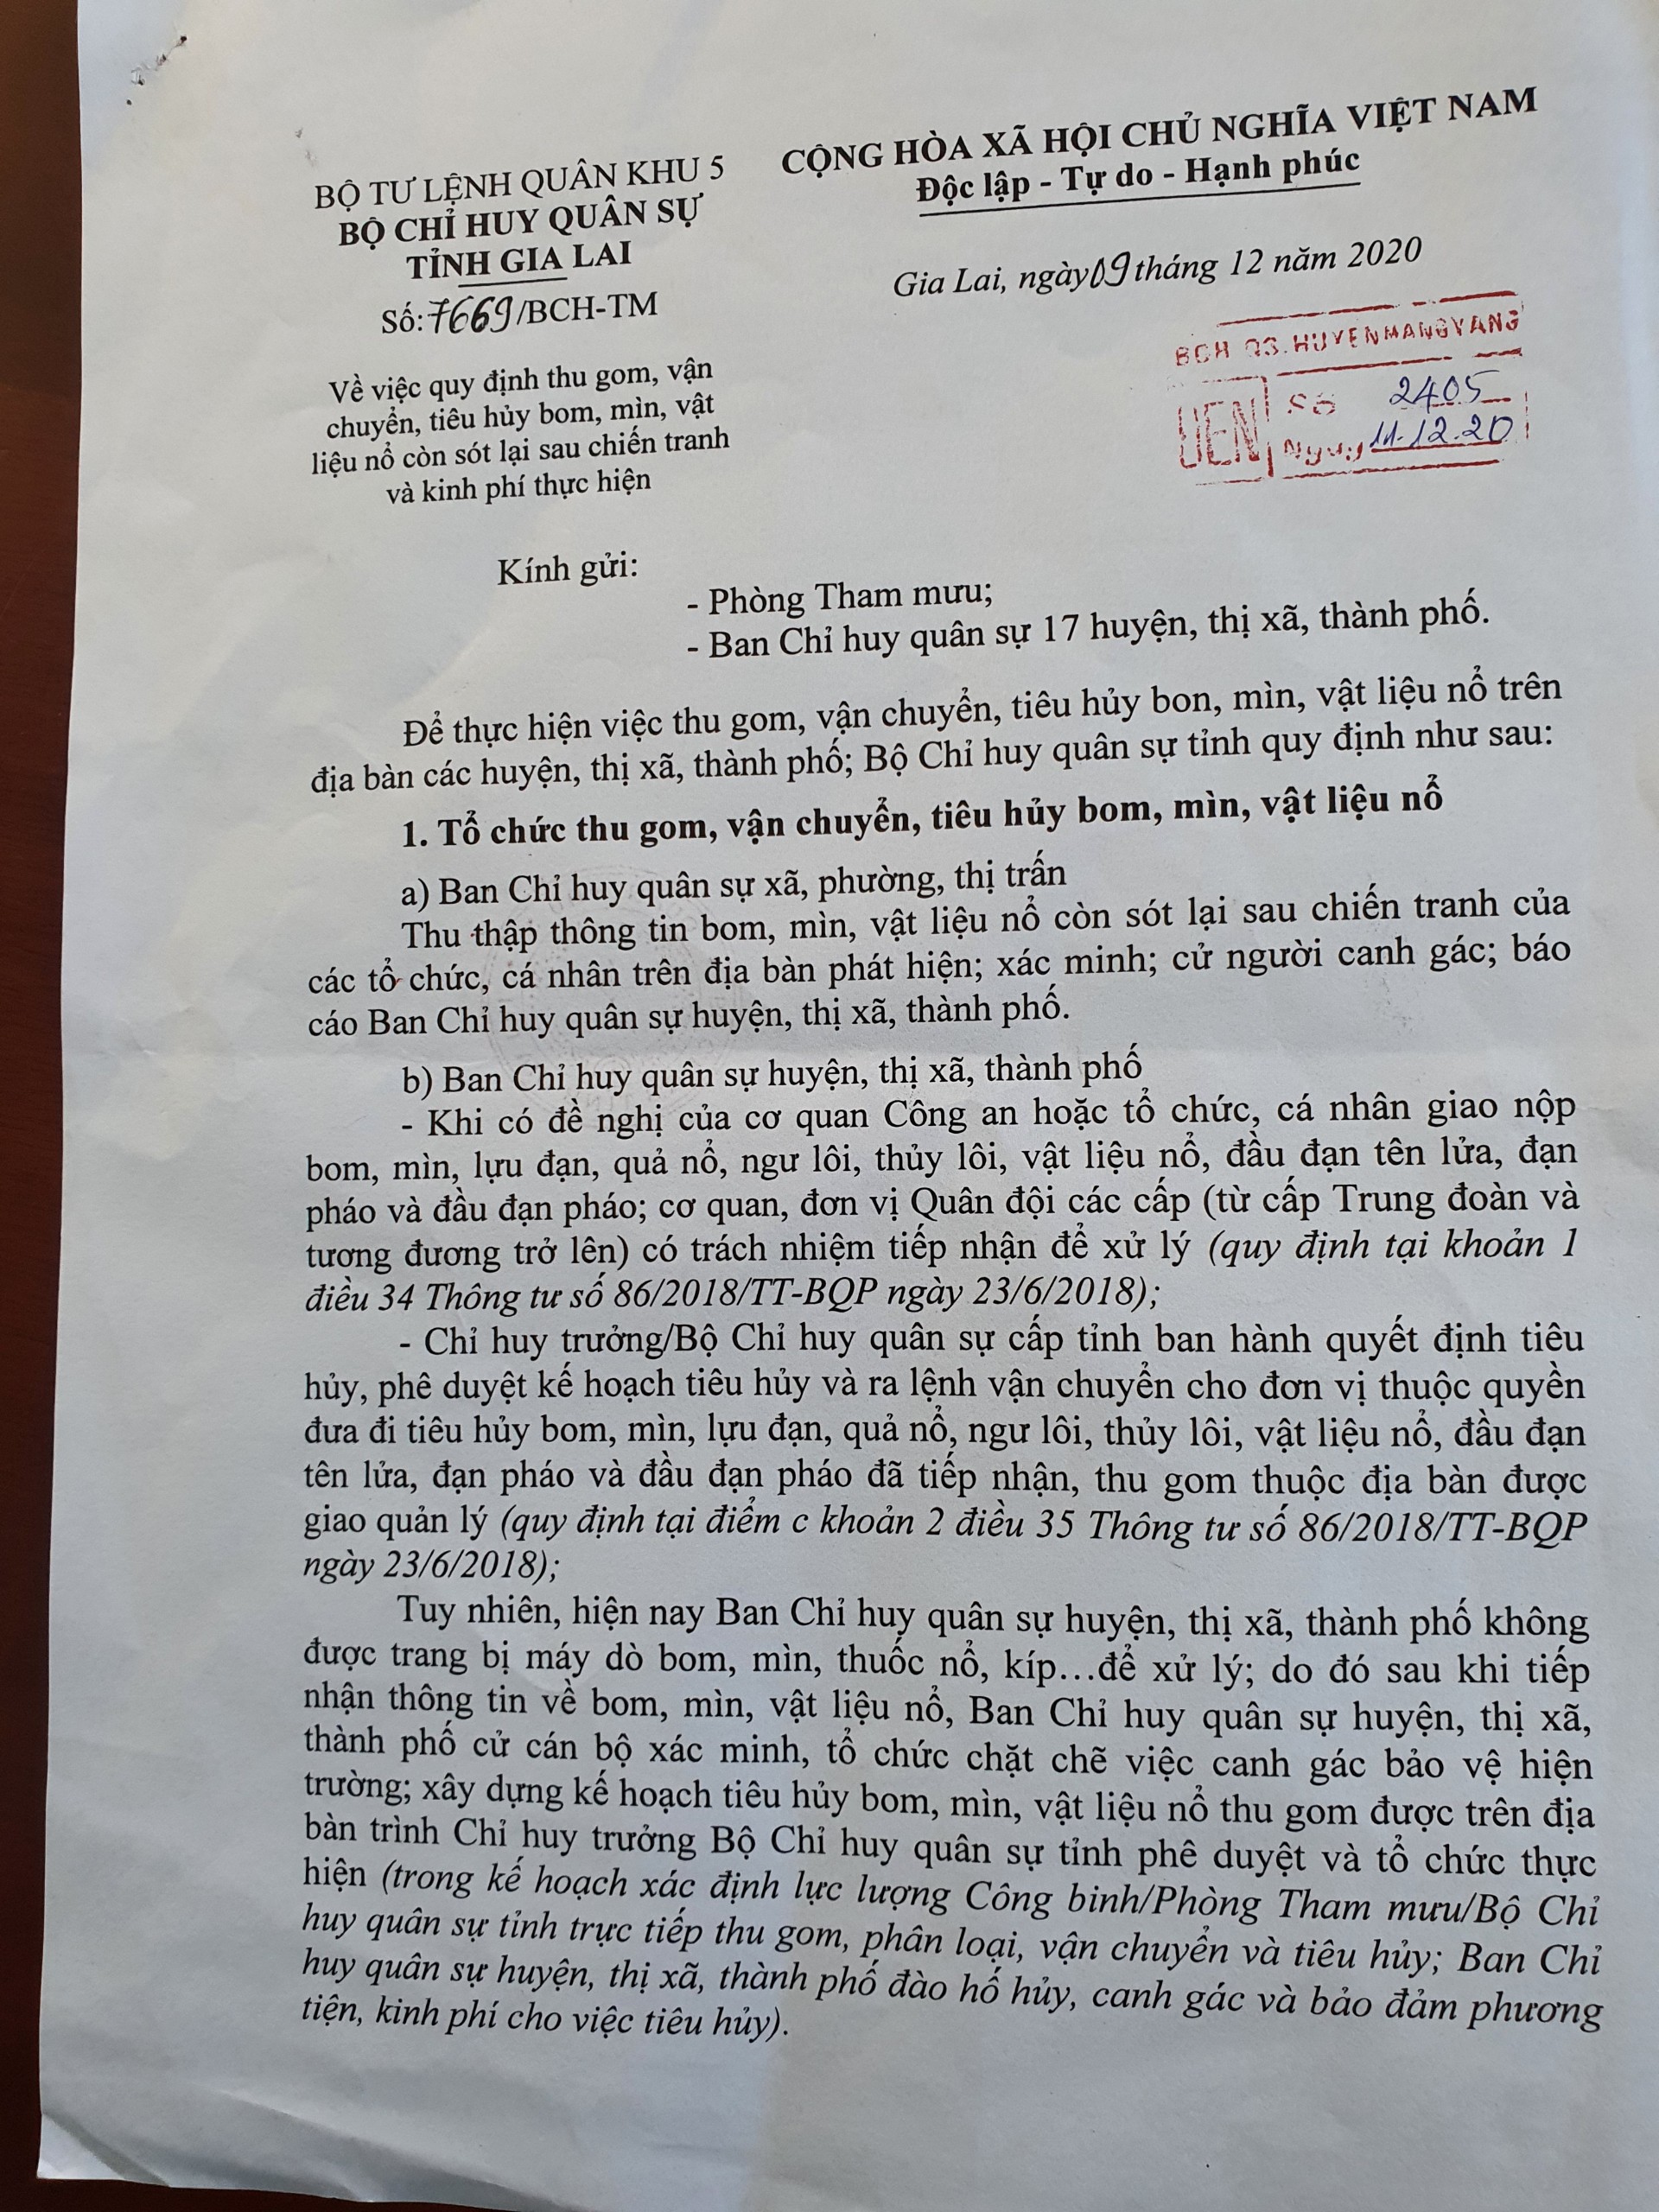 BỘ TƯ LỆNH QUÂN KHU 5
BỘ CHỈ HUY QUÂN SỰ
TỈNH GIA LAI
Số: 7669/BCH-TM
Về việc quy định thu gom, vận
chuyển, tiêu hủy bom, mìn, vật
liệu nổ còn sót lại sau chiến tranh
và kinh phí thực hiện
CỘNG HÒA XÃ HỘI CHỦ NGHĨA VIỆT NAM
Độc lập - Tự do - Hạnh phúc
Gia Lai, ngày 09 tháng 12 năm 2020
BCH QS. HUYENMANGYANG
ĐEN
Số 2405
Ngày 11.12.20
Kính gửi:
- Phòng Tham mưu;
- Ban Chỉ huy quân sự 17 huyện, thị xã, thành phố.
Để thực hiện việc thu gom, vận chuyển, tiêu hủy bon, mìn, vật liệu nổ trên
địa bàn các huyện, thị xã, thành phố; Bộ Chỉ huy quân sự tỉnh quy định như sau:
1. Tổ chức thu gom, vận chuyển, tiêu hủy bom, mìn, vật liệu nổ
a) Ban Chỉ huy quân sự xã, phường, thị trấn
Thu thập thông tin bom, mìn, vật liệu nổ còn sót lại sau chiến tranh của
các tổ chức, cá nhân trên địa bàn phát hiện; xác minh; cử người canh gác; báo
cáo Ban Chỉ huy quân sự huyện, thị xã, thành phố.
b) Ban Chỉ huy quân sự huyện, thị xã, thành phố
- Khi có đề nghị của cơ quan Công an hoặc tổ chức, cá nhân giao nộp
bom, mìn, lựu đạn, quả nổ, ngư lôi, thủy lôi, vật liệu nổ, đầu đạn tên lửa, đạn
pháo và đầu đạn pháo; cơ quan, đơn vị Quân đội các cấp (từ cấp Trung đoàn và
tương đương trở lên) có trách nhiệm tiếp nhận để xử lý (quy định tại khoản 1
điều 34 Thông tư số 86/2018/TT-BQP ngày 23/6/2018);
- Chỉ huy trưởng/Bộ Chỉ huy quân sự cấp tỉnh ban hành quyết định tiêu
hủy, phê duyệt kế hoạch tiêu hủy và ra lệnh vận chuyển cho đơn vị thuộc quyền
đưa đi tiêu hủy bom, mìn, lựu đạn, quả nổ, ngư lôi, thủy lôi, vật liệu nổ, đầu đạn
tên lửa, đạn pháo và đầu đạn pháo đã tiếp nhận, thu gom thuộc địa bàn được
giao quản lý (quy định tại điểm c khoản 2 điều 35 Thông tư số 86/2018/TT-BQP
ngày 23/6/2018);
Tuy nhiên, hiện nay Ban Chỉ huy quân sự huyện, thị xã, thành phố không
được trang bị máy dò bom, mìn, thuốc nổ, kíp...để xử lý; do đó sau khi tiếp
nhận thông tin về bom, mìn, vật liệu nổ, Ban Chỉ huy quân sự huyện, thị xã,
thành phố cử cán bộ xác minh, tổ chức chặt chẽ việc canh gác bảo vệ hiện
trường; xây dựng kế hoạch tiêu hủy bom, mìn, vật liệu nổ thu gom được trên địa
bàn trình Chỉ huy trưởng Bộ Chỉ huy quân sự tỉnh phê duyệt và tổ chức thực
hiện (trong kế hoạch xác định lực lượng Công binh/Phòng Tham mưu/Bộ Chỉ
huy quân sự tỉnh trực tiếp thu gom, phân loại, vận chuyển và tiêu hủy; Ban Chỉ
huy quân sự huyện, thị xã, thành phố đào hố hủy, canh gác và bảo đảm phương
tiện, kinh phí cho việc tiêu hủy).